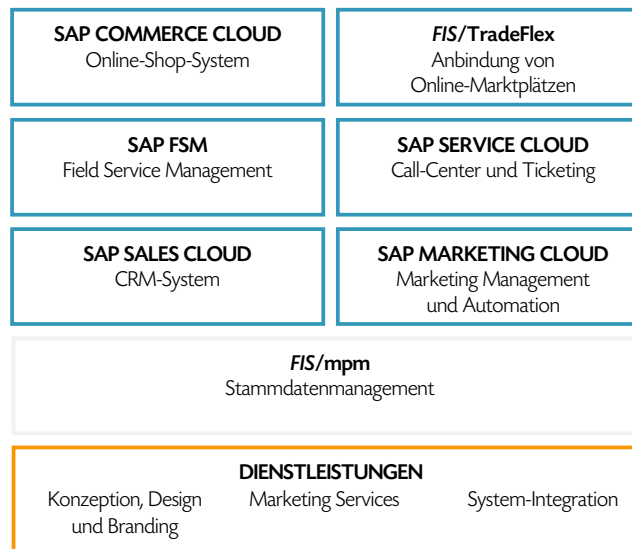 SAP COMMERCE CLOUD
Online-Shop-System
FIS/TradeFlex
Anbindung von
Online-Marktplätzen
SAP FSM
Field Service Management
SAP SERVICE CLOUD
Call-Center und Ticketing
SAP SALES CLOUD
CRM-System
SAP MARKETING CLOUD
Marketing Management
und Automation
FIS/mpm
Stammdatenmanagement
DIENSTLEISTUNGEN
Konzeption, Design
und Branding
Marketing Services
System-Integration